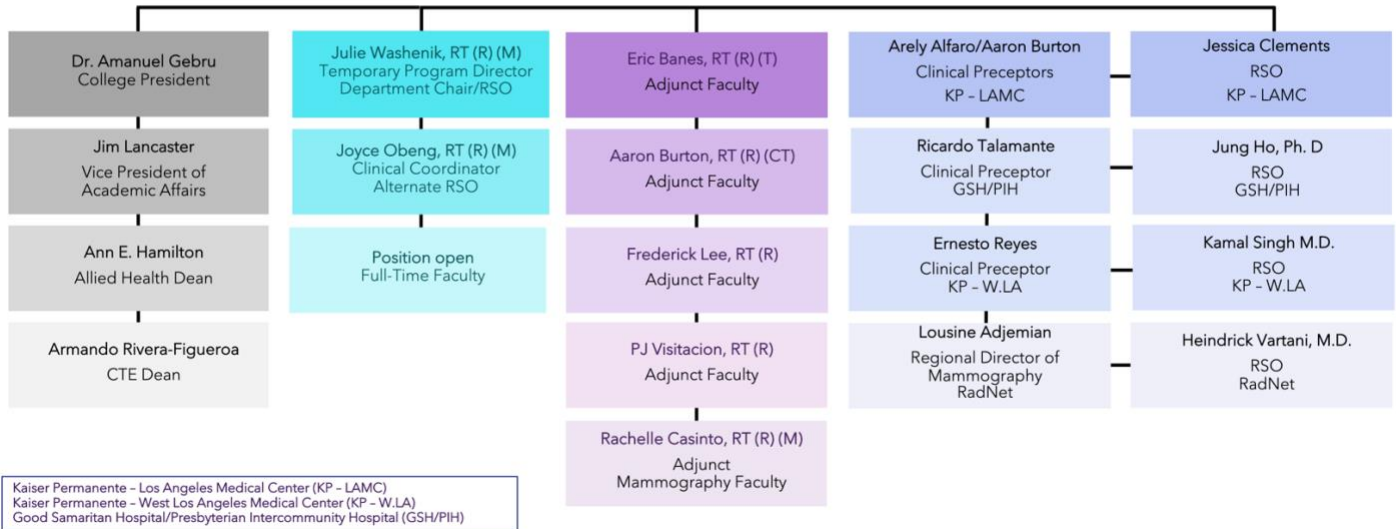 Dr. Amanuel Gebru
College President
Jim Lancaster
Vice President of
Academic Affairs
Ann E. Hamilton
Allied Health Dean
Armando Rivera-Figueroa
CTE Dean
Julie Washenik, RT (R) (M)
Temporary Program Director
Department Chair/RSO
Joyce Obeng, RT (R) (M)
Clinical Coordinator
Alternate RSO
Position open
Full-Time Faculty
Eric Banes, RT (R) (T)
Adjunct Faculty
Aaron Burton, RT (R) (CT)
Adjunct Faculty
Frederick Lee, RT (R)
Adjunct Faculty
PJ Visitacion, RT (R)
Adjunct Faculty
Rachelle Casinto, RT (R) (M)
Adjunct
Mammography Faculty
Arely Alfaro/Aaron Burton
Clinical Preceptors
KP – LAMC
Ricardo Talamante
Clinical Preceptor
GSH/PIH
Ernesto Reyes
Clinical Preceptor
KP – W.LA
Lousine Adjemian
Regional Director of
Mammography
RadNet
Jessica Clements
RSO
KP – LAMC
Jung Ho, Ph. D
RSO
GSH/PIH
Kamal Singh M.D.
RSO
KP – W.LA
Heindrick Vartani, M.D.
RSO
RadNet
Kaiser Permanente – Los Angeles Medical Center (KP – LAMC)
Kaiser Permanente – West Los Angeles Medical Center (KP – W.LA)
Good Samaritan Hospital/Presbyterian Intercommunity Hospital (GSH/PIH)